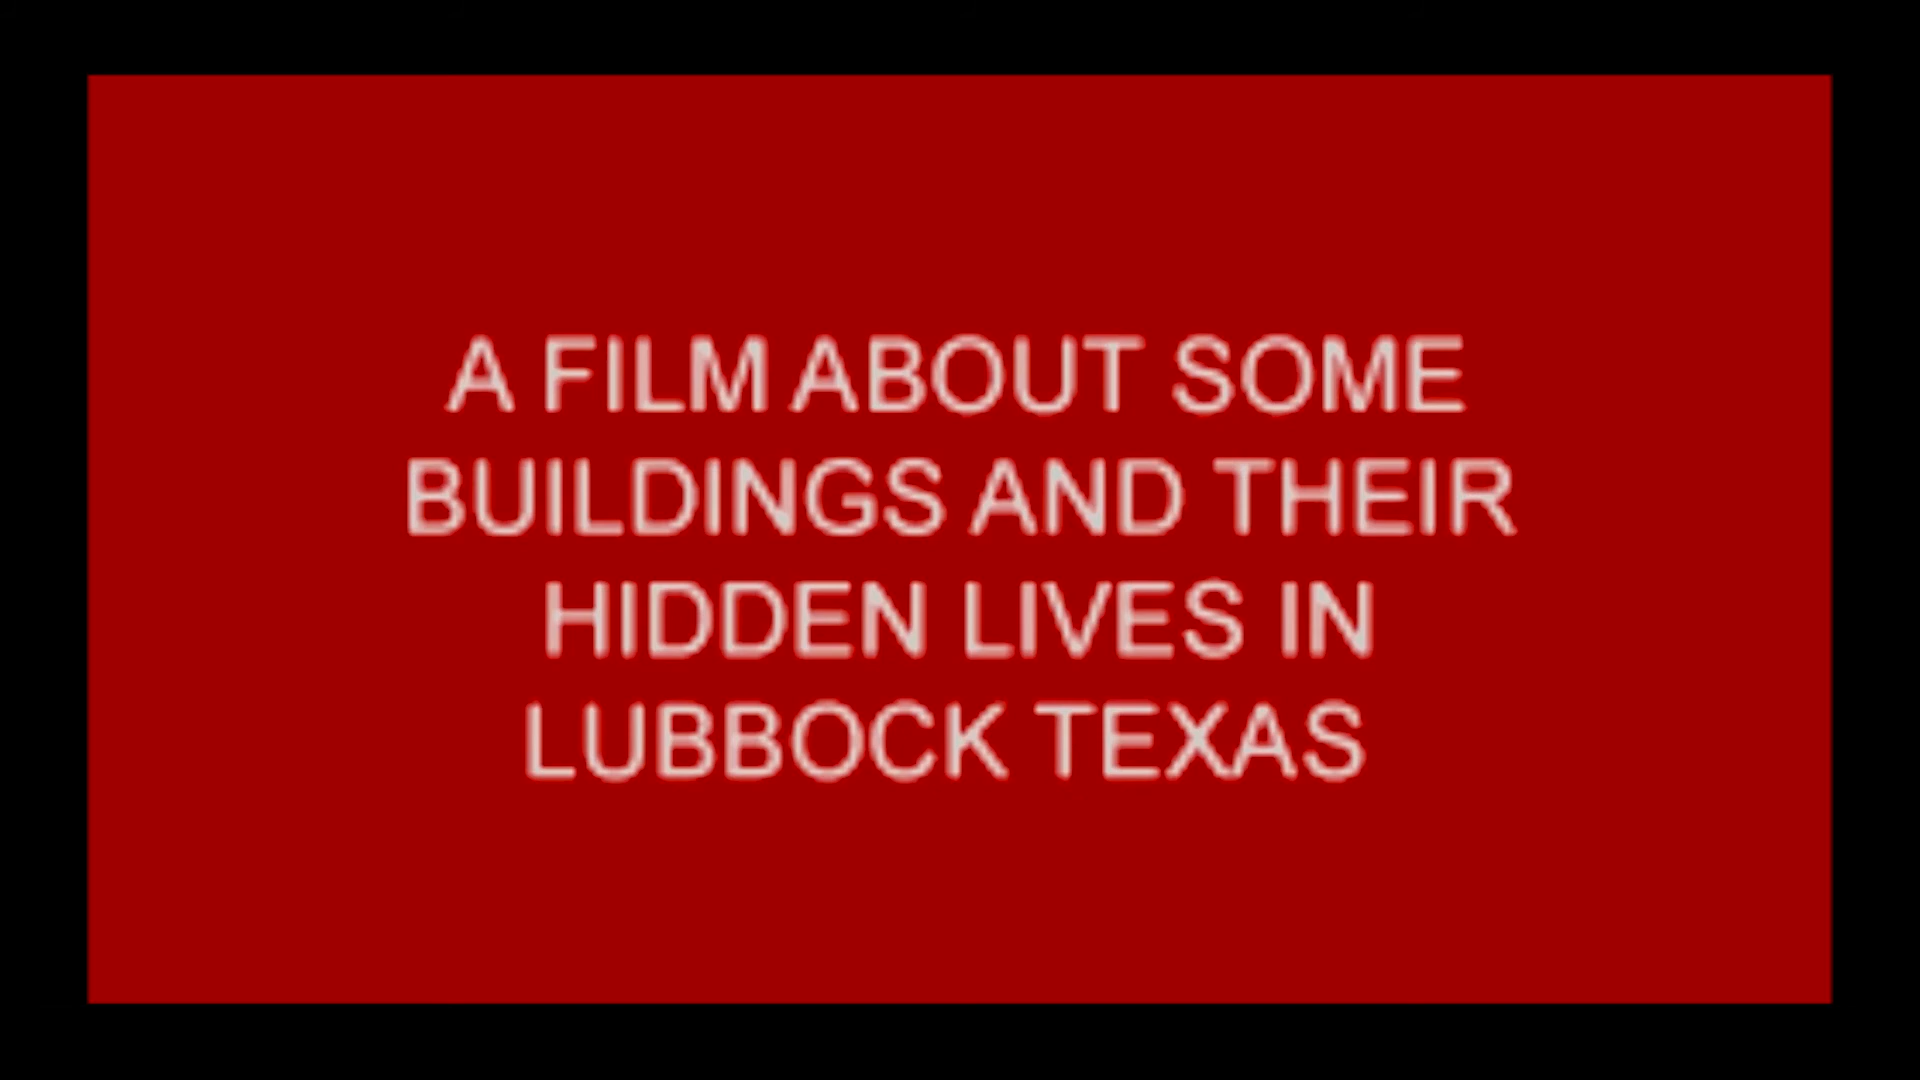 A FILM ABOUT SOME
BUILDINGS AND THEIR
HIDDEN LIVES IN
LUBBOCK TEXAS